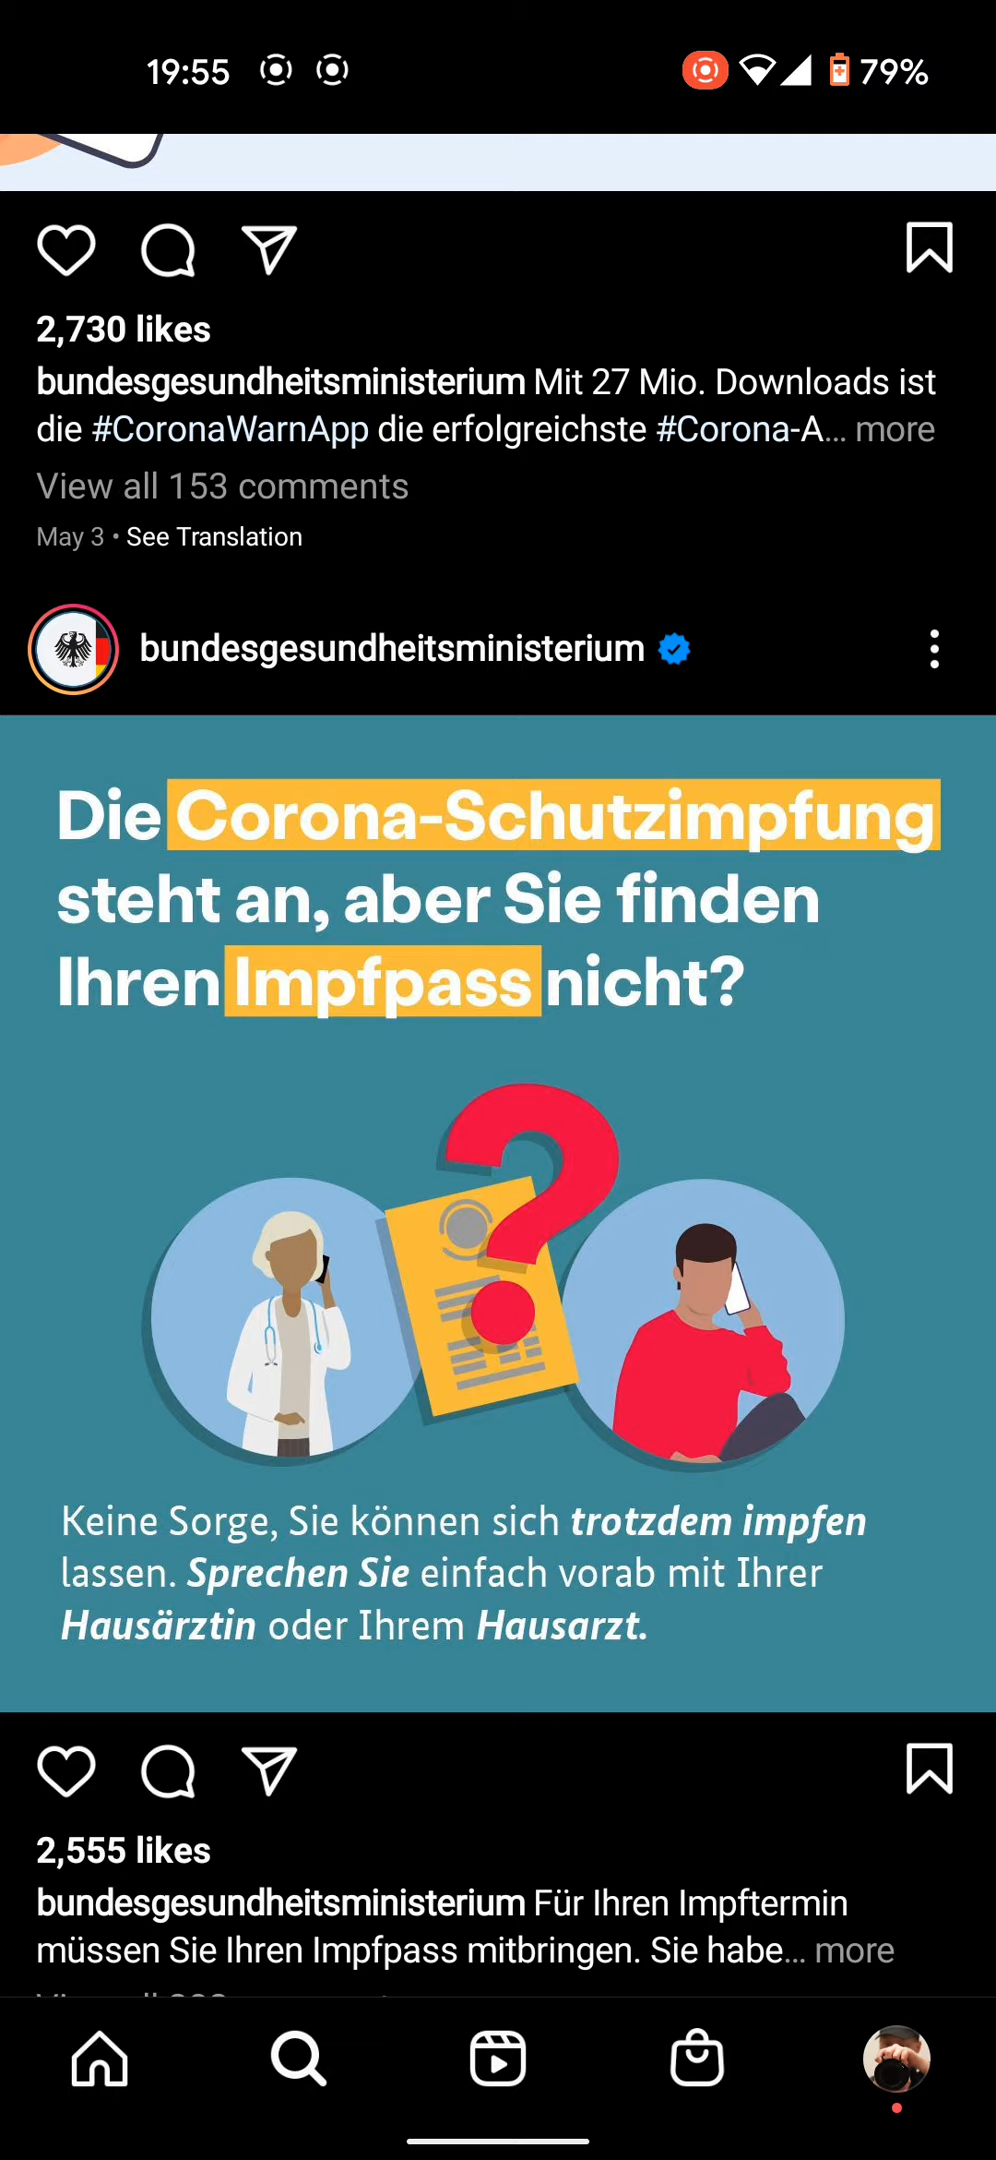 19:55
79%
2,730 likes
bundesgesundheitsministerium Mit 27 Mio. Downloads ist
die #CoronaWarnApp die erfolgreichste #Corona-A... more
View all 153 comments
May 3 • See Translation
bundesgesundheitsministerium
Die Corona-Schutzimpfung
steht an, aber Sie finden
Ihren Impfpass nicht?
Keine Sorge, Sie können sich trotzdem impfen
lassen. Sprechen Sie einfach vorab mit Ihrer
Hausärztin oder Ihrem Hausarzt.
2,555 likes
bundesgesundheitsministerium Für Ihren Impftermin
müssen Sie Ihren Impfpass mitbringen. Sie habe... more